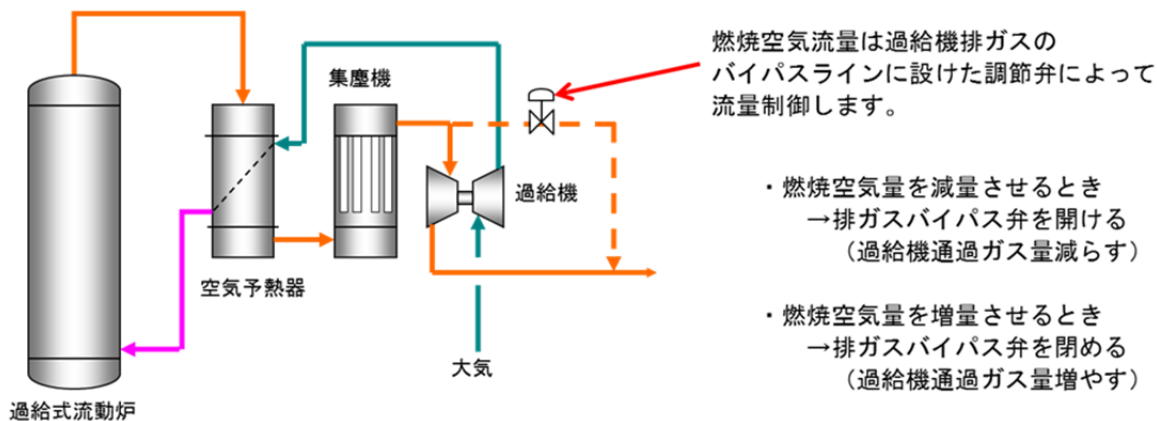 燃焼空気流量は過給機排ガスの
バイパスラインに設けた調節弁によって
流量制御します。
集塵機
過給機
・燃焼空気量を減量させるとき
→排ガスバイパス弁を開ける
（過給機通過ガス量減らす）
空気予熱器
・燃焼空気量を増量させるとき
→排ガスバイパス弁を閉める
（過給機通過ガス量増やす）
大気
過給式流動炉